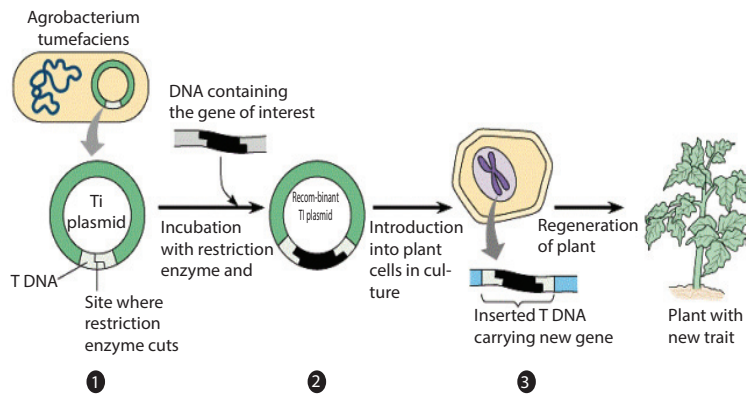 Agrobacterium
tumefaciens
DNA containing
the gene of interest
Ti
plasmid
Recom-binant
TI plasmid
Incubation
with restriction
enzyme and
Introduction
into plant
cells in cul-
ture
Regeneration
of plant
T DNA
Site where
restriction
enzyme cuts
Inserted T DNA
carrying new gene
Plant with
new trait
1
2
3